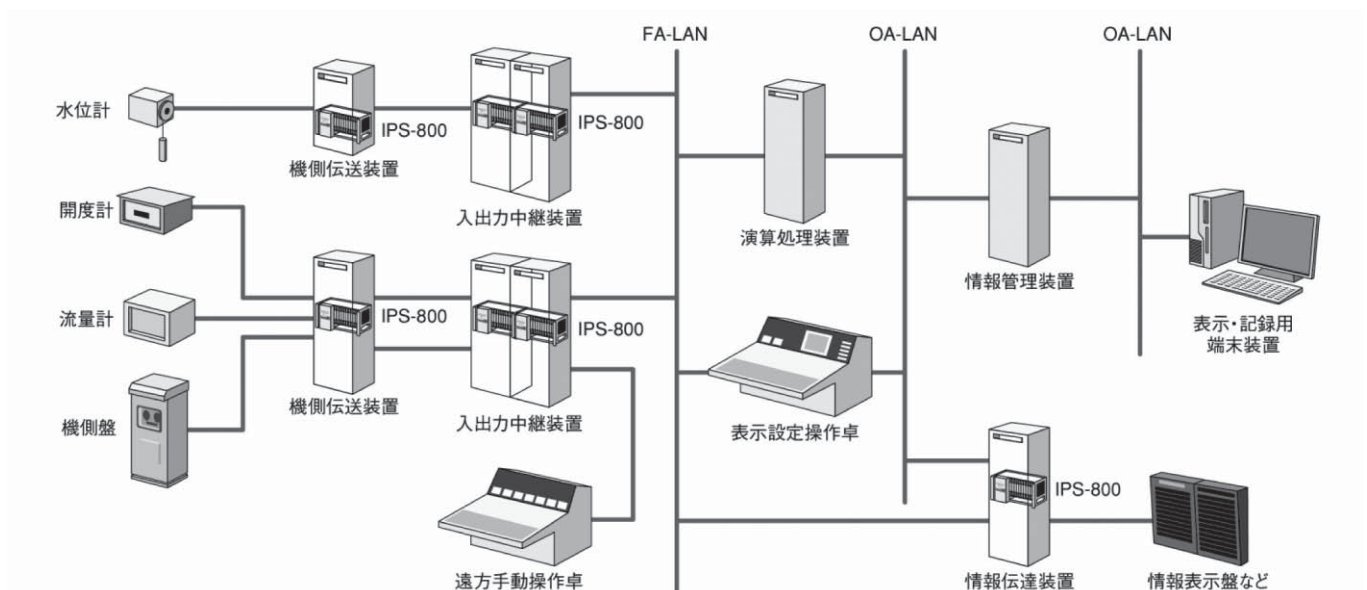 FA-LAN
OA-LAN
OA-LAN
水位計
IPS-800
機側伝送装置
IPS-800
入出力中継装置
開度計
流量計
機側盤
IPS-800
機側伝送装置
IPS-800
入出力中継装置
遠方手動操作卓
演算処理装置
表示設定操作卓
情報管理装置
表示・記録用
端末装置
IPS-800
情報伝達装置
情報表示盤など